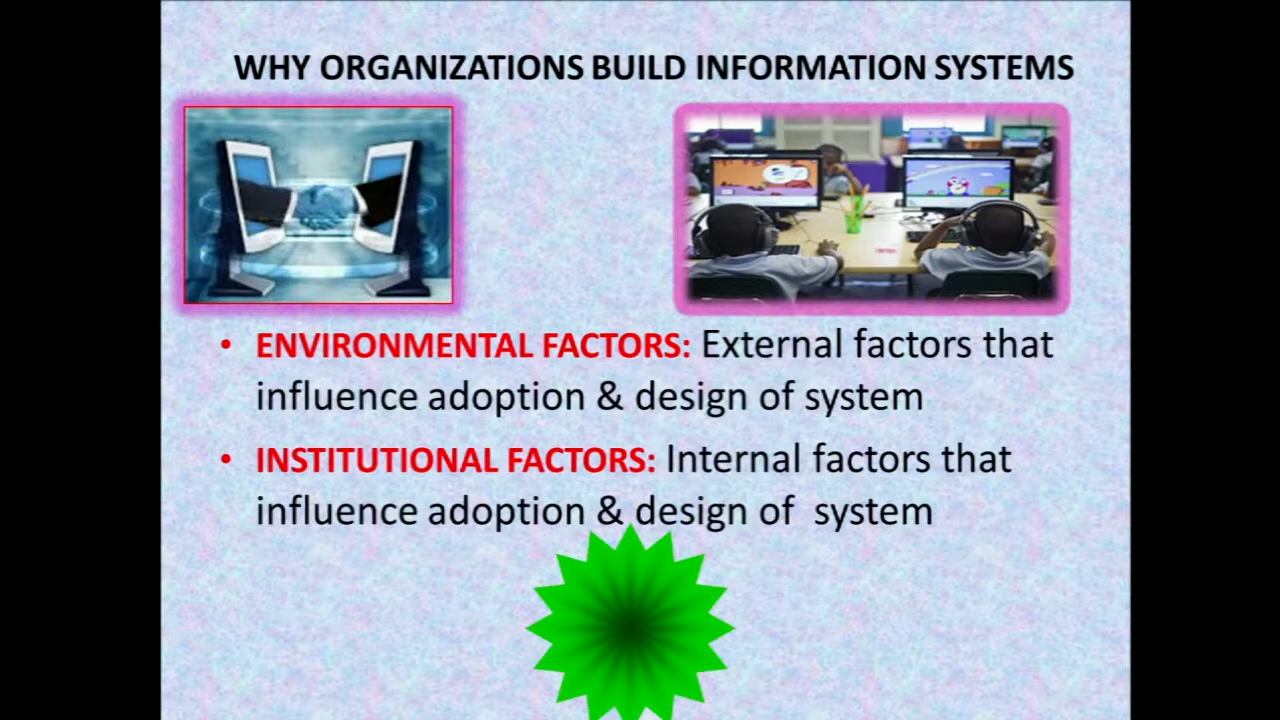 WHY ORGANIZATIONS BUILD INFORMATION SYSTEMS
• ENVIRONMENTAL FACTORS: External factors that
influence adoption & design of system
• INSTITUTIONAL FACTORS: Internal factors that
influence adoption & design of  system